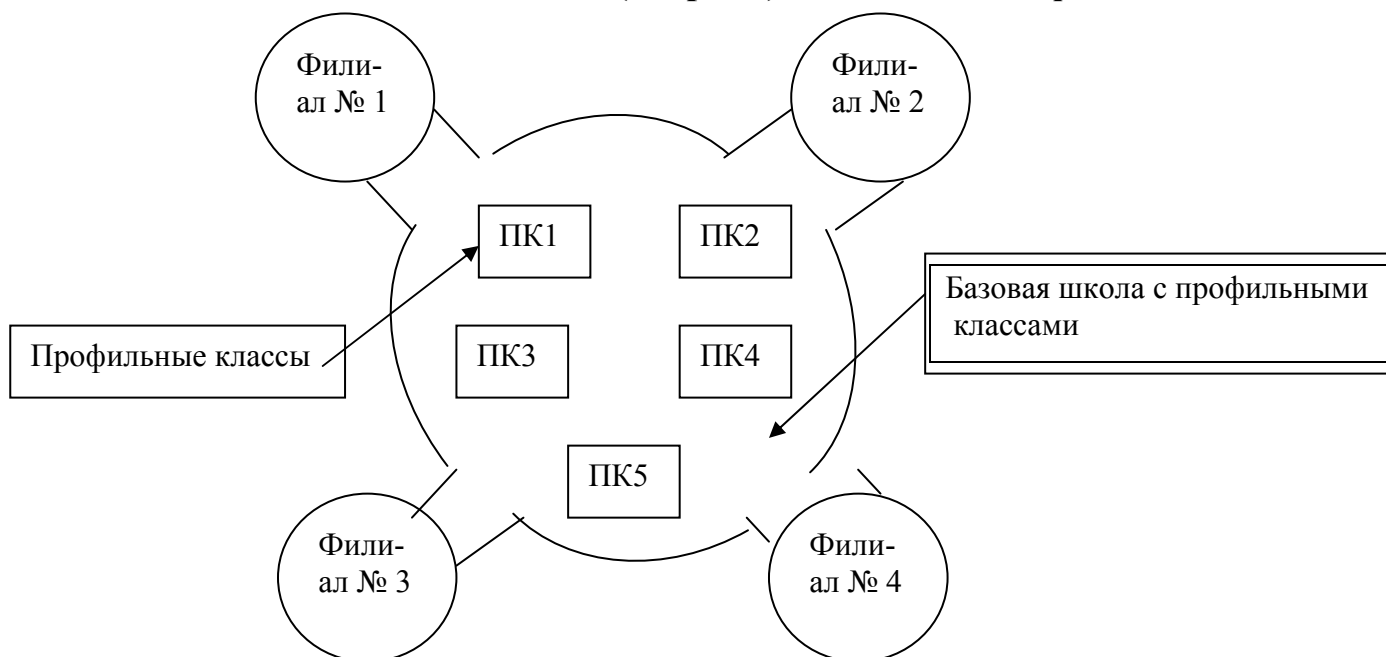 Фили-
ал № 1
Фили-
ал № 2
ПК1
ПК2
Базовая школа с профильными
классами
Профильные классы
ПК3
ПК4
ПК5
Фили-
ал № 3
Фили-
ал № 4